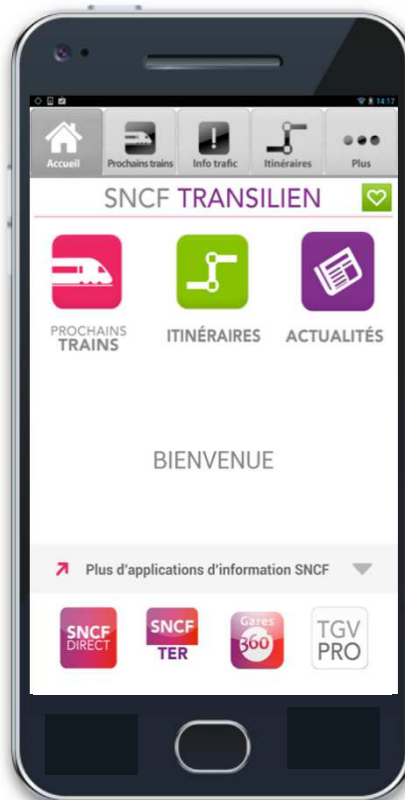 14:17
Accueil
Prochains trains
Info trafic
Itinéraires
Plus
SNCF TRANSILIEN
PROCHAINS
TRAINS
ITINÉRAIRES
ACTUALITÉS
BIENVENUE
Plus d'applications d'information SNCF
SNCF
DIRECT
SNCF
TER
Gares
360
TGV
PRO